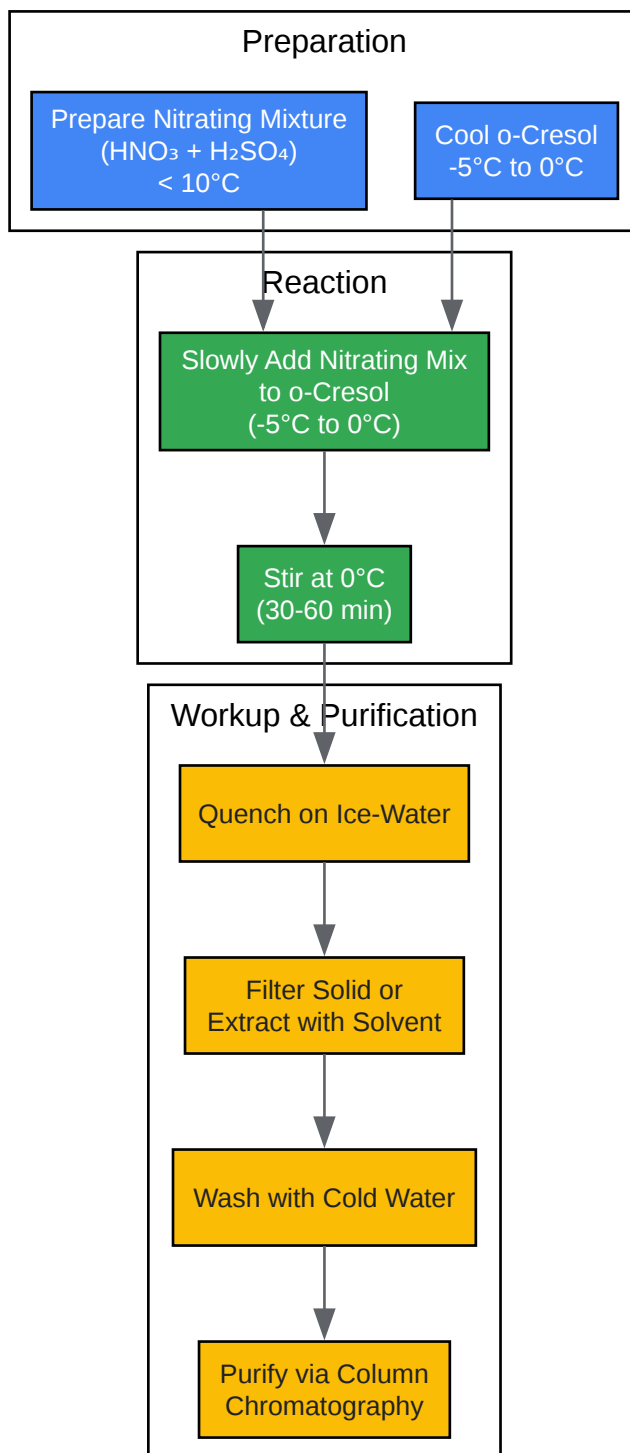 Preparation
Prepare Nitrating Mixture
(HNO₃ + H₂SO₄)
< 10°C
Cool o-Cresol
-5°C to 0°C
Reaction
Slowly Add Nitrating Mix
to o-Cresol
(-5°C to 0°C)
Stir at 0°C
(30-60 min)
Workup & Purification
Quench on Ice-Water
Filter Solid or
Extract with Solvent
Wash with Cold Water
Purify via Column
Chromatography